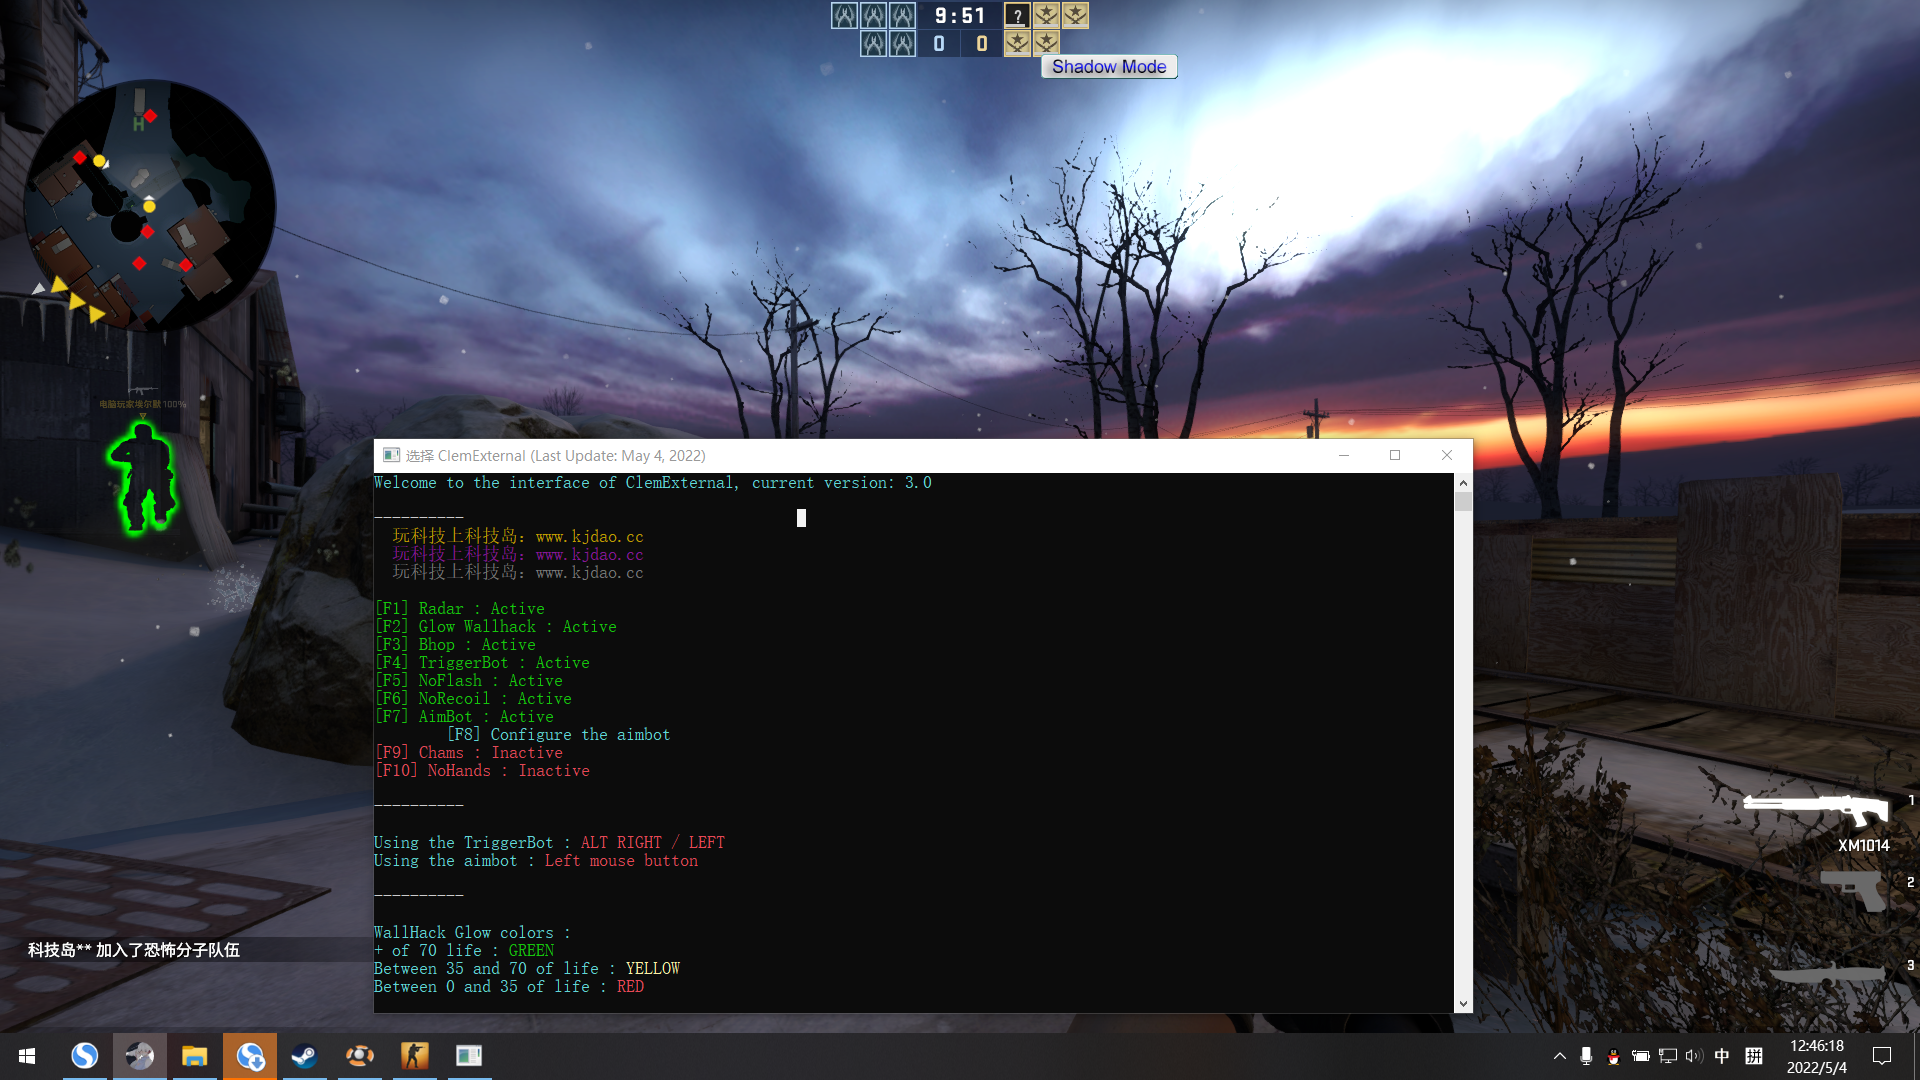 9:51
?
0 0
Shadow Mode
H
电脑玩家埃尔默 100%
选择 ClemExternal (Last Update: May 4, 2022)
Welcome to the interface of ClemExternal, current version: 3.0
----------
玩科技上科技岛：www.kjdao.cc
玩科技上科技岛：www.kjdao.cc
玩科技上科技岛：www.kjdao.cc
[F1] Radar : Active
[F2] Glow Wallhack : Active
[F3] Bhop : Active
[F4] TriggerBot : Active
[F5] NoFlash : Active
[F6] NoRecoil : Active
[F7] AimBot : Active
[F8] Configure the aimbot
[F9] Chams : Inactive
[F10] NoHands : Inactive
----------
Using the TriggerBot : ALT RIGHT / LEFT
Using the aimbot : Left mouse button
----------
WallHack Glow colors :
+ of 70 life : GREEN
Between 35 and 70 of life : YELLOW
Between 0 and 35 of life : RED
1
XM1014
2
3
科技岛** 加入了恐怖分子队伍
中 拼
12:46:18
2022/5/4